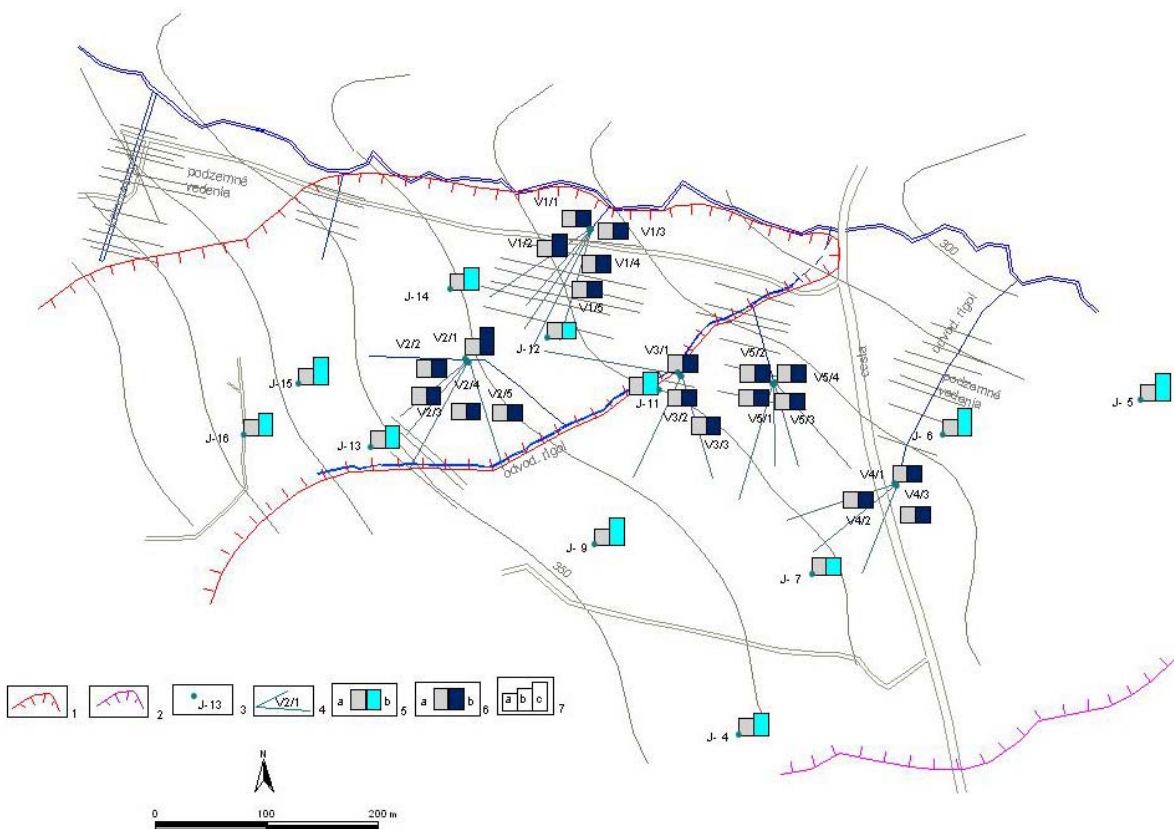 podzemné
vedenia
V1/1
V1/3
V1/2
V1/4
V1/5
300
J-14
J-12
V2/1
V2/2
V2/4
V2/3
V2/5
V3/1
J-11
V3/2
V3/3
V5/2
V5/4
V5/1
V5/3
cesta
odvod. rigol
podzemné
vedenia
J-15
J-16
J-13
J- 5
J- 6
odvod. rigol
V4/1
V4/3
V4/2
J- 9
350
J- 7
J- 4
1
2
J-13 3
V2/1 4
a b 5
a b 6
a b c 7
N
0 100 200 m